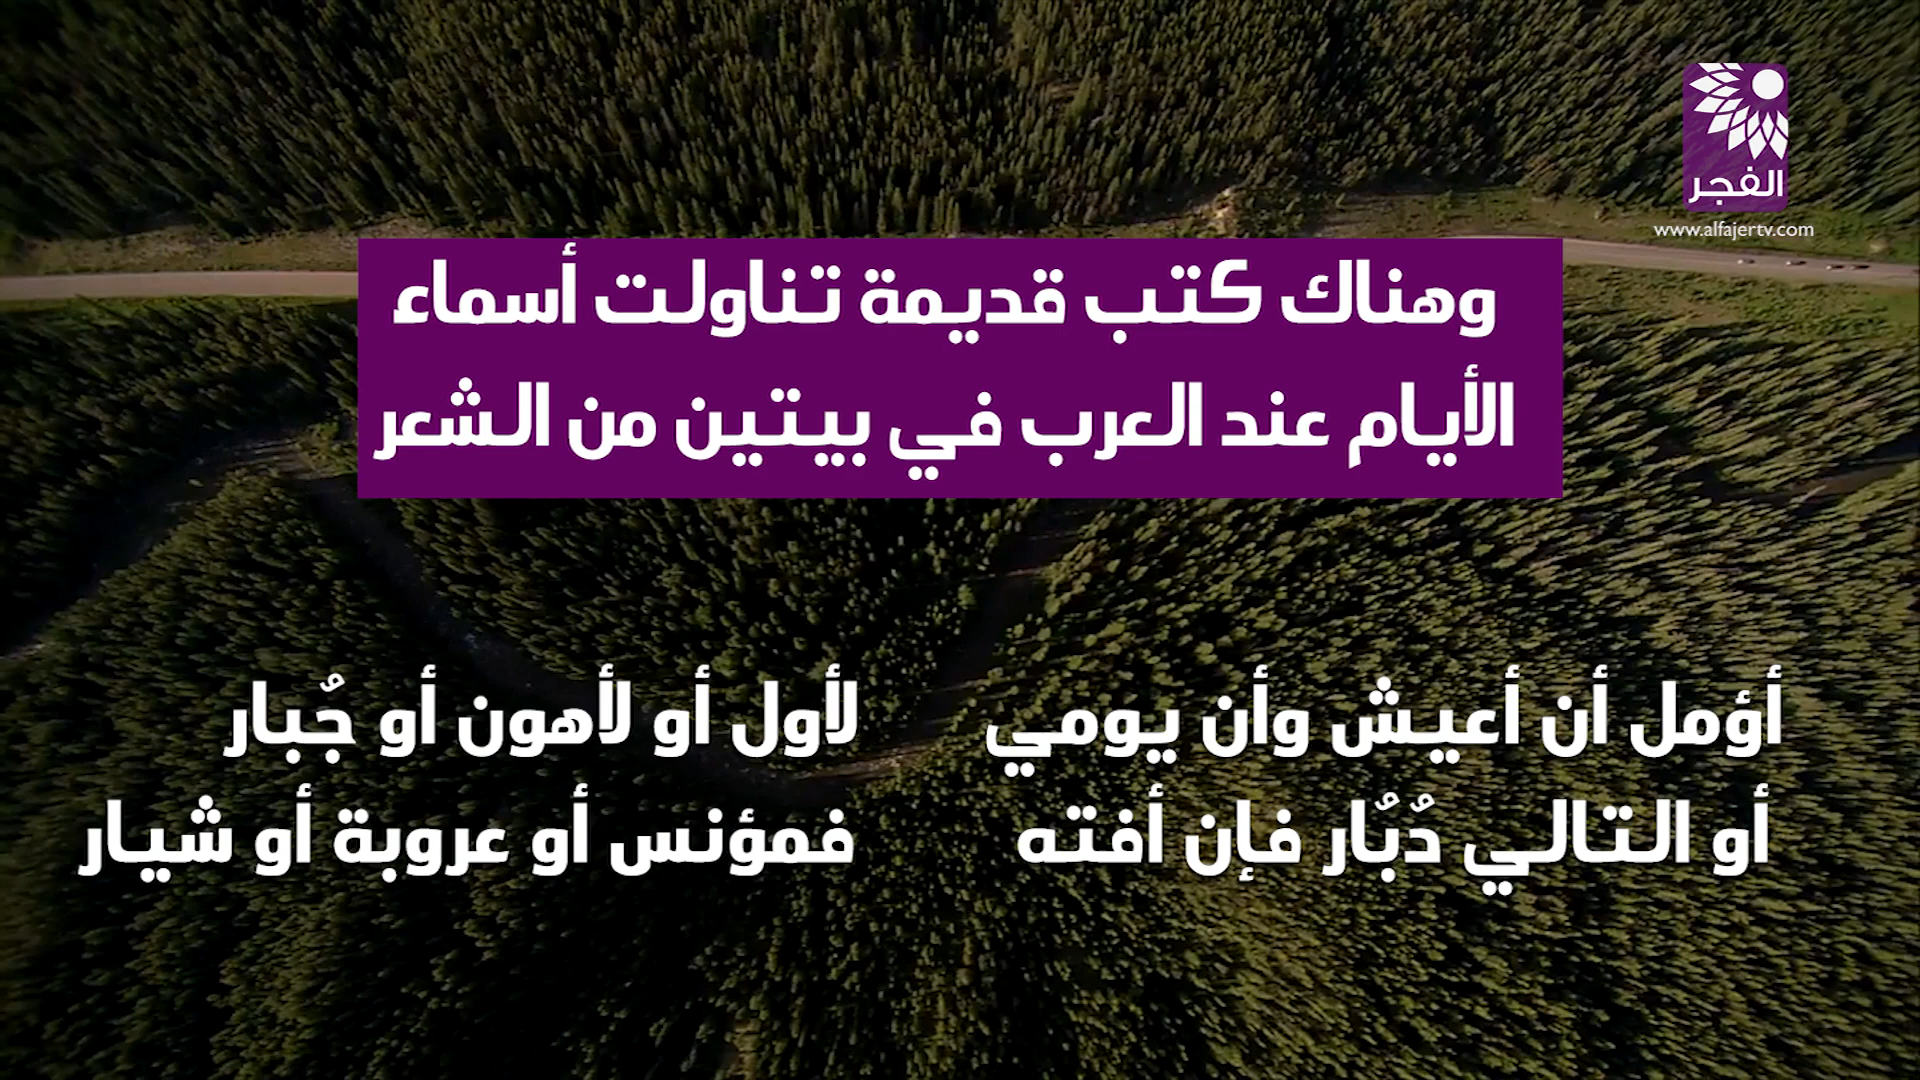 الفجر
www.alfajertv.com
وهناك كتب قديمة تناولت أسماء
الأيام عند العرب في بيتين من الشعر
أؤمل أن أعيش وأن يومي لأول أو لأهون أو جُبار
أو التالي دُبُار فإن أفته فمؤنس أو عروبة أو شيار